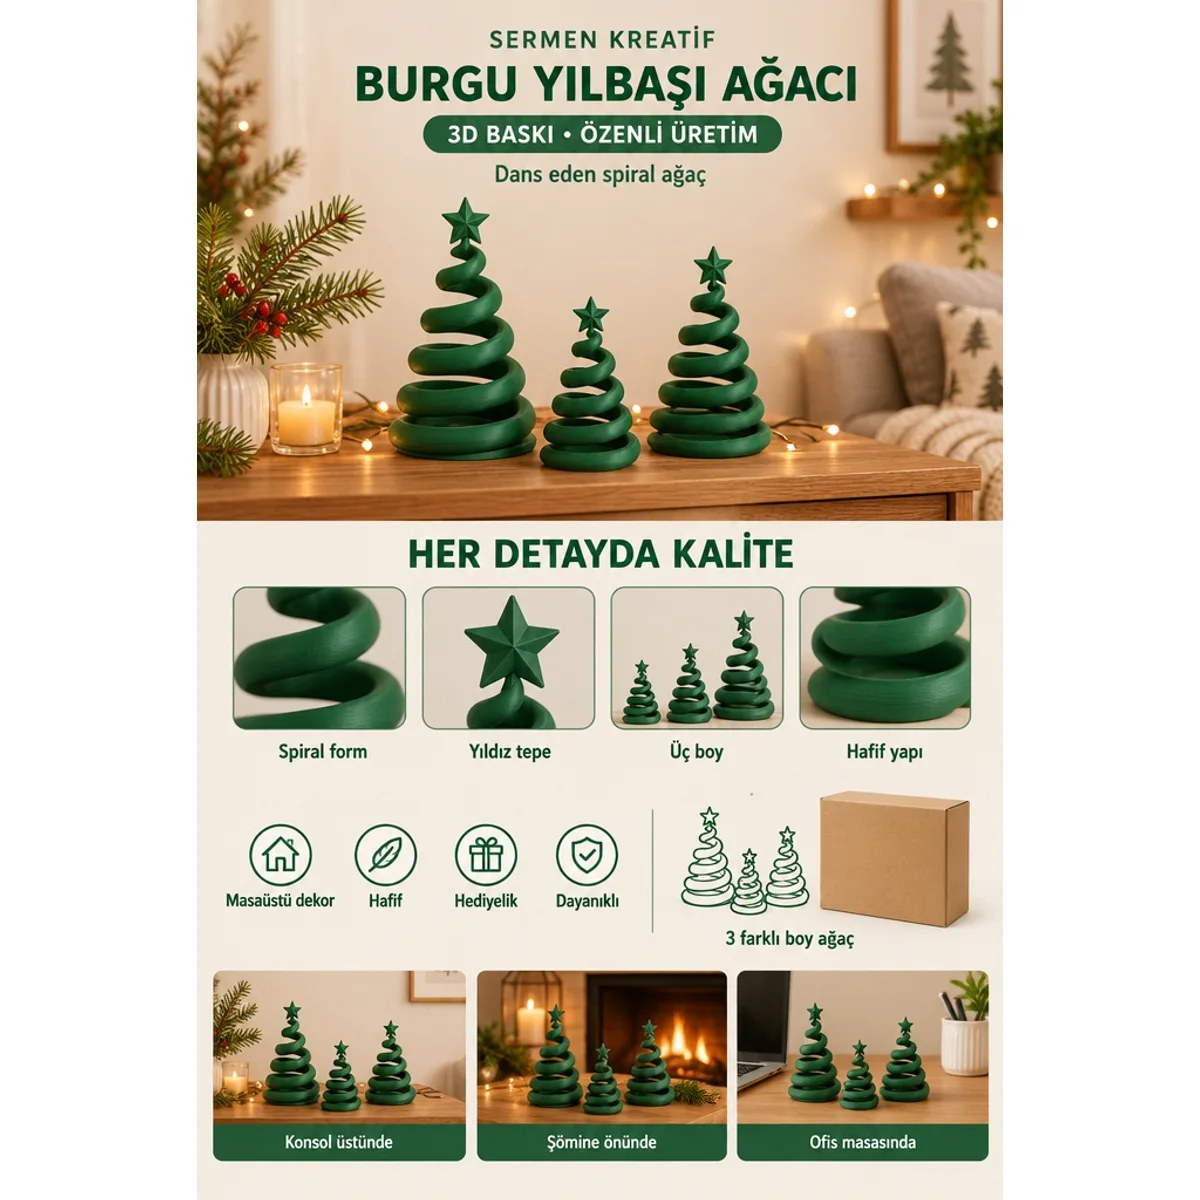 SERMEN KREATİF
BURGU YILBAŞI AĞACI
3D BASKI • ÖZENLİ ÜRETİM
Dans eden spiral ağaç
HER DETAYDA KALİTE
Spiral form
Yıldız tepe
Üç boy
Hafif yapı
Masaüstü dekor
Hafif
Hediyelik
Dayanıklı
3 farklı boy ağaç
Konsol üstünde
Şömine önünde
Ofis masasında